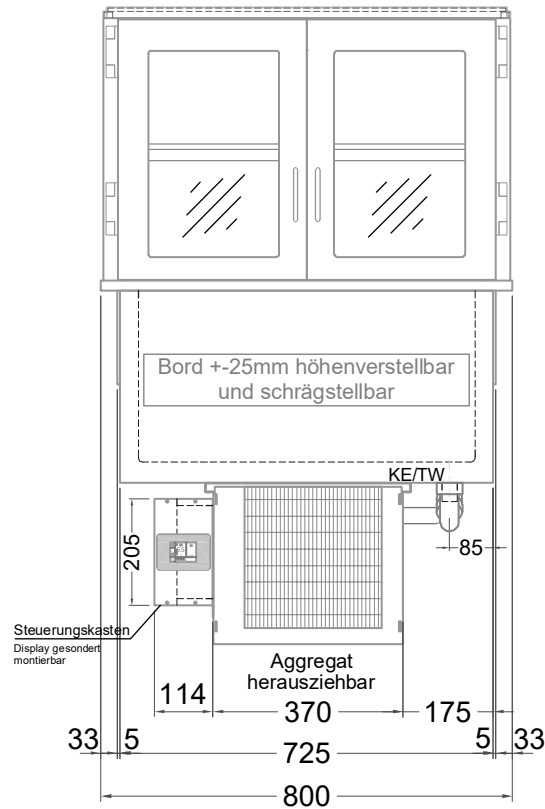 Bord +-25mm höhenverstellbar
und schrägstellbar
KE/TW
205
85
Steuerungskasten
Display gesondert
montierbar
Aggregat
herausziehbar
114
370
175
33
5
725
5
33
800